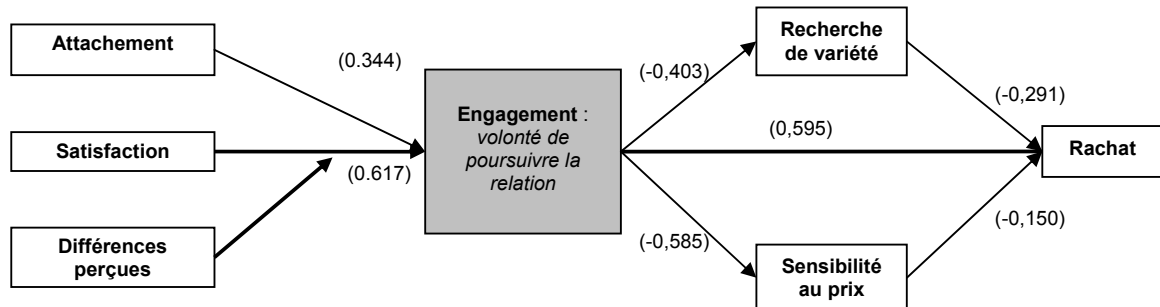 Attachement
(0.344)
Satisfaction
(0.617)
Différences
perçues
Engagement :
volonté de
poursuivre la
relation
(-0,403)
Recherche
de variété
(-0,291)
(0,595)
Rachat
(-0,585)
Sensibilité
au prix
(-0,150)